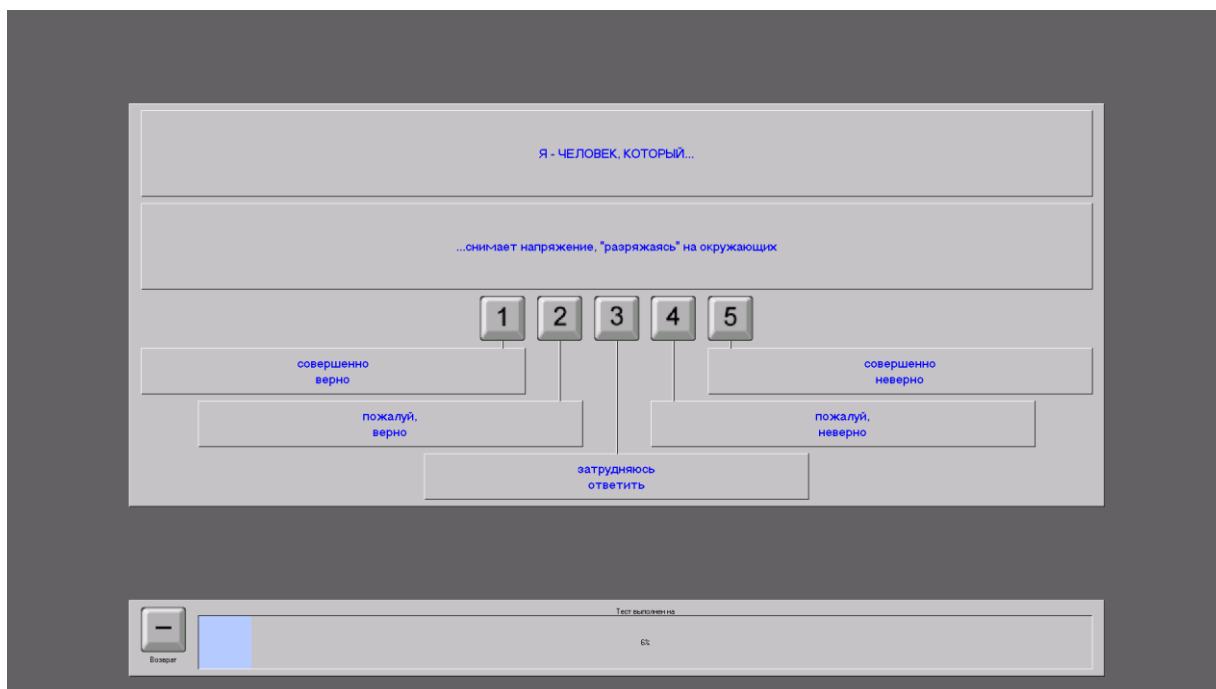 Я - ЧЕЛОВЕК, КОТОРЫЙ...
...снимает напряжение, "разряжаясь" на окружающих
1 2 3 4 5
совершенно
верно
совершенно
неверно
пожалуй,
верно
пожалуй,
неверно
затрудняюсь
ответить
Тест выполнен на
6%
Возврат